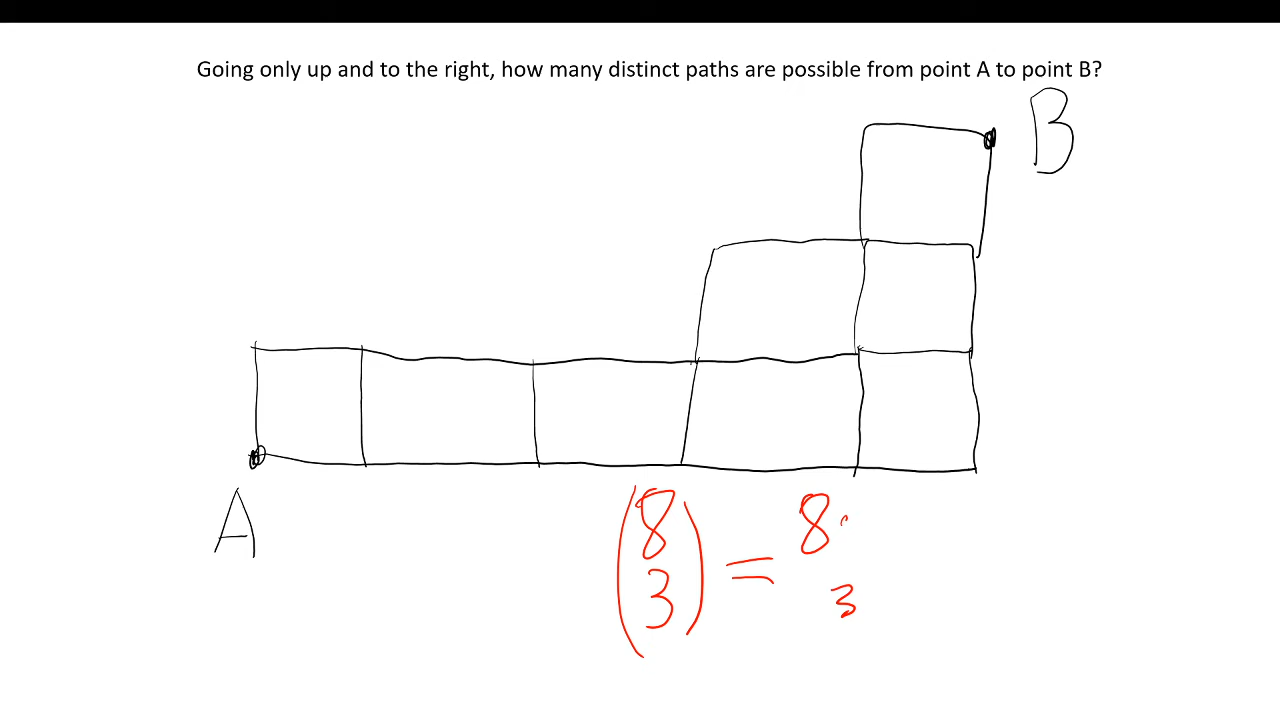 Going only up and to the right, how many distinct paths are possible from point A to point B?
B
A
(8 3) = 8.
3